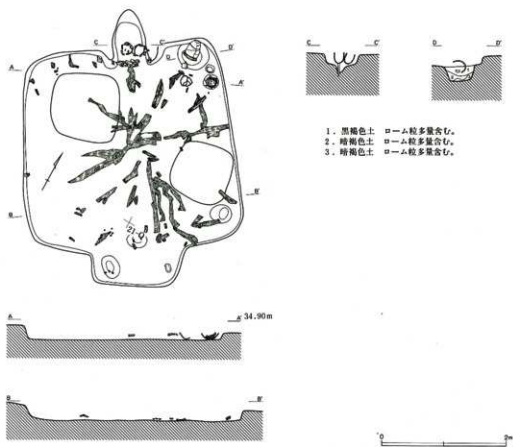 C C'
D D'
A A'
B B'
21-O
C C'
D D'
1．黒褐色土　ローム粒多量含む。
2．暗褐色土　ローム粒多量含む。
3．暗褐色土　ローム粒多量含む。
A A' 34.90m
B B'
0 2m